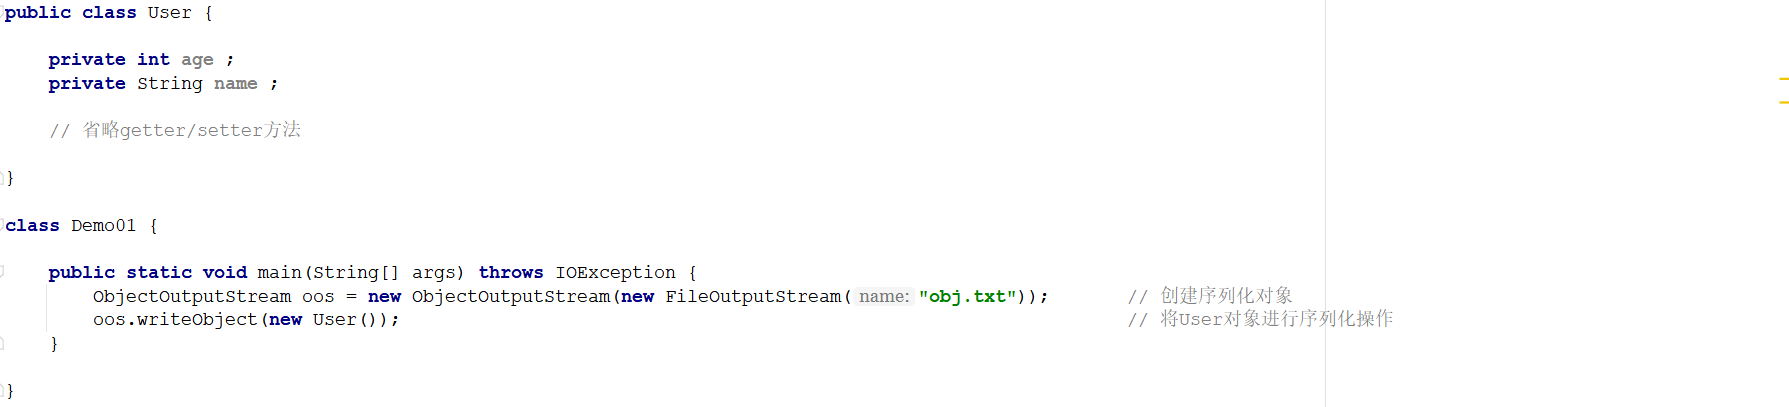 public class User {
private int age ;
private String name ;
// 省略getter/setter方法
}
class Demo01 {
public static void main(String[] args) throws IOException {
ObjectOutputStream oos = new ObjectOutputStream(new FileOutputStream( name: "obj.txt")); // 创建序列化对象
oos.writeObject(new User()); // 将User对象进行序列化操作
}
}